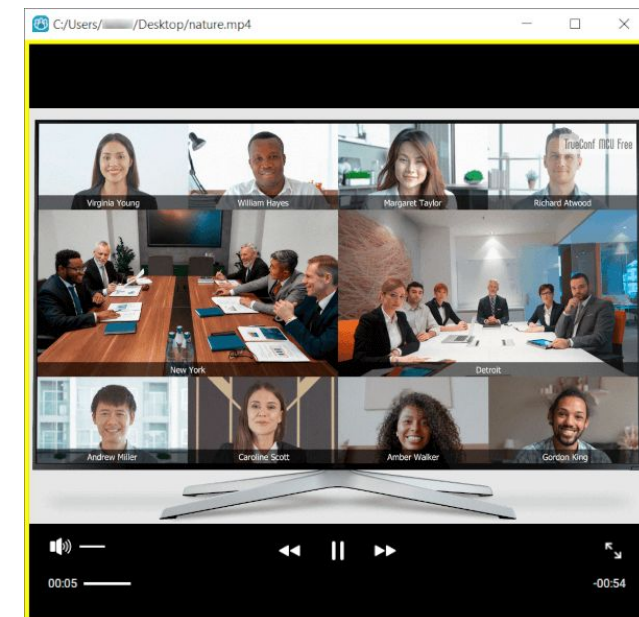 C:/Users/ /Desktop/nature.mp4
TrueConf MCU Free
Virginia Young
William Hayes
Margaret Taylor
Richard Atwood
New York
Detroit
Andrew Miller
Caroline Scott
Amber Walker
Gordon King
00:05
-00:54